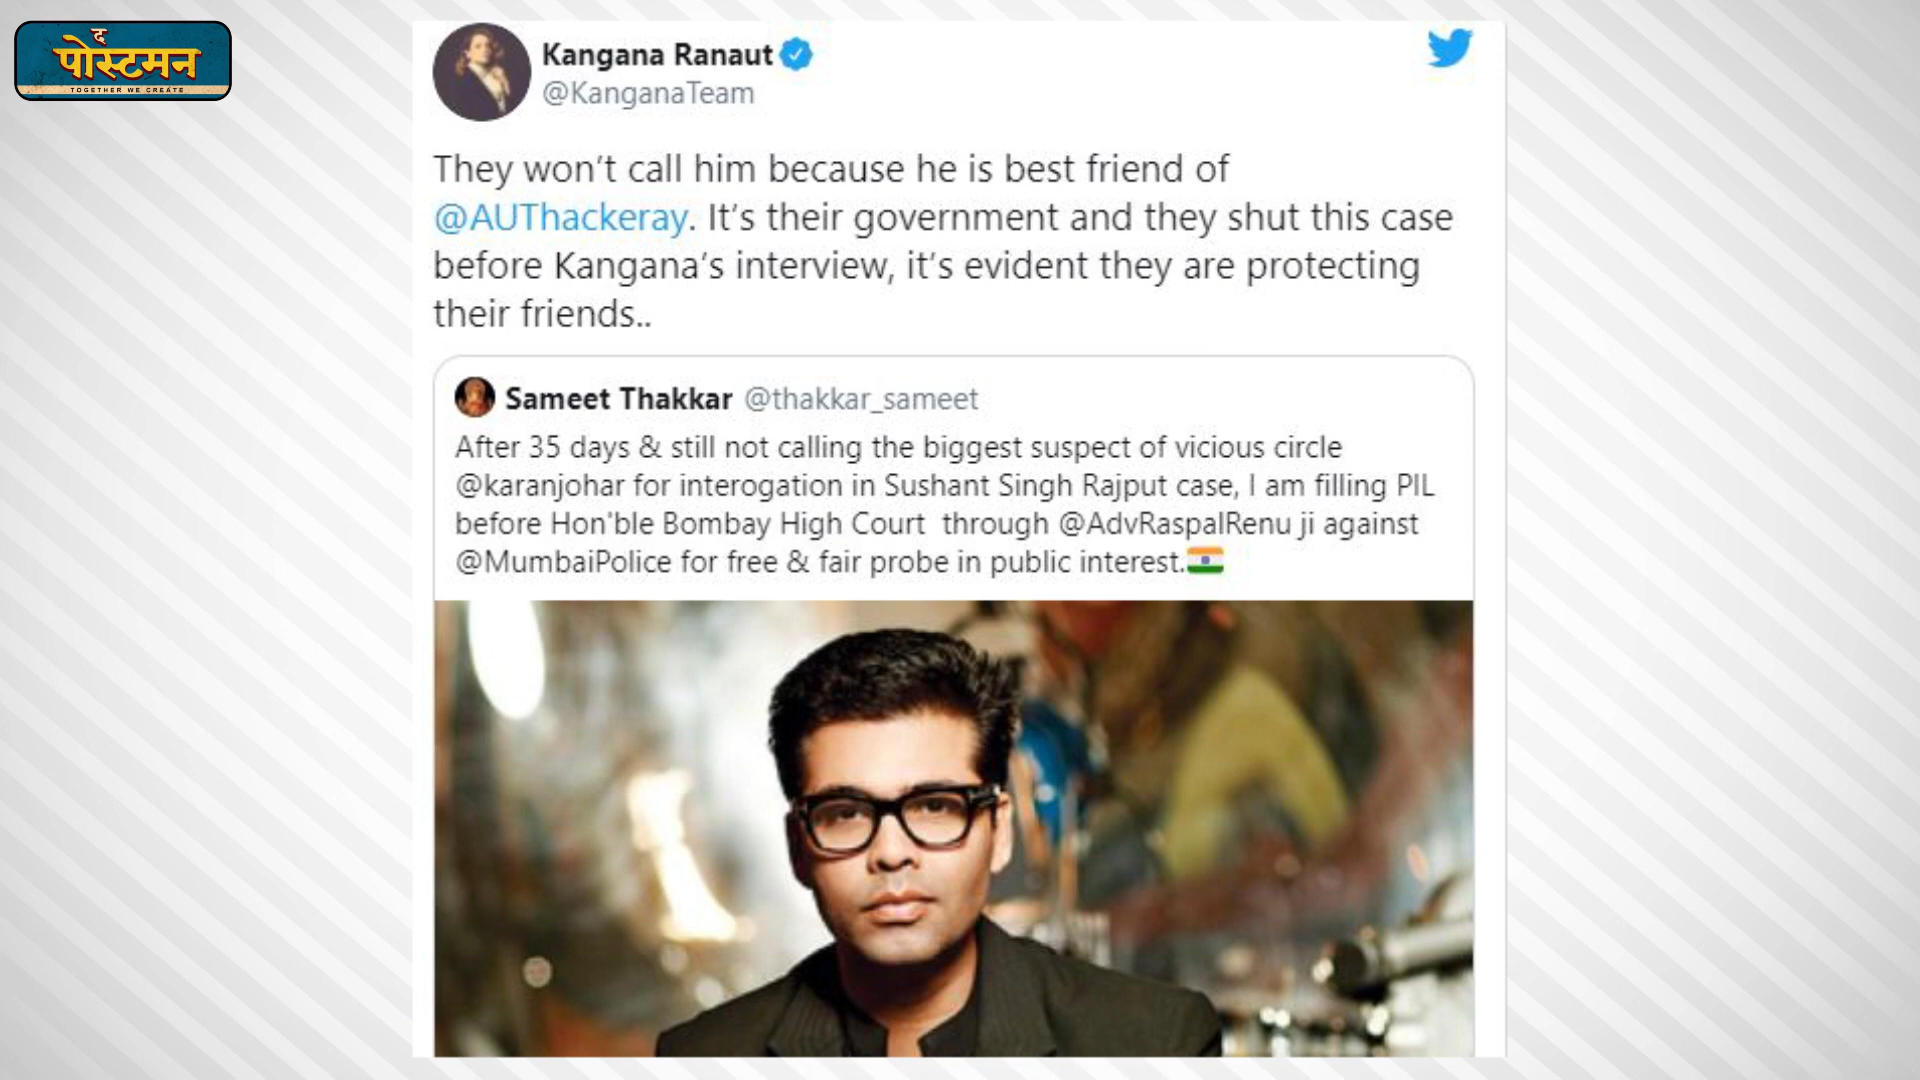 द
पोस्टमन
TOGETHER WE CREATE
Kangana Ranaut
@KanganaTeam
They won’t call him because he is best friend of
@AUThackeray. It’s their government and they shut this case
before Kangana’s interview, it’s evident they are protecting
their friends..
Sameet Thakkar @thakkar_sameet
After 35 days & still not calling the biggest suspect of vicious circle
@karanjohar for interogation in Sushant Singh Rajput case, I am filling PIL
before Hon'ble Bombay High Court through @AdvRaspalRenu ji against
@MumbaiPolice for free & fair probe in public interest.🇮🇳